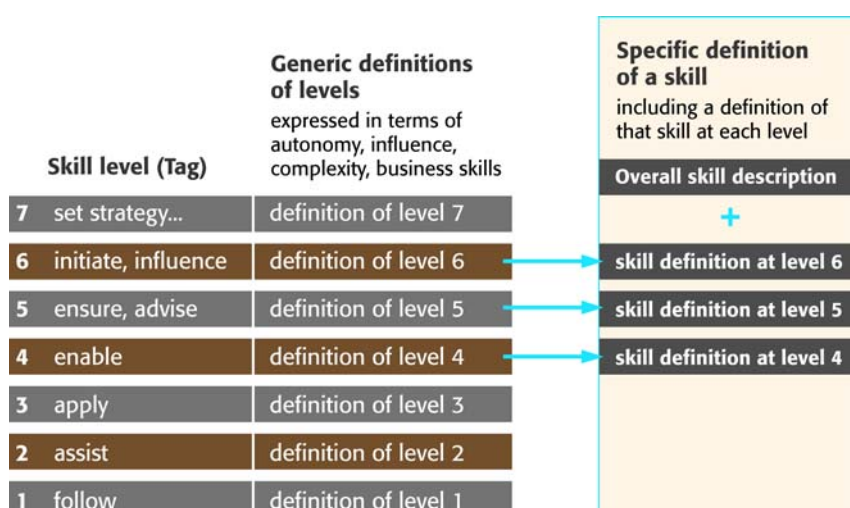 Generic definitions
of levels
expressed in terms of
autonomy, influence,
complexity, business skills
Specific definition
of a skill
including a definition of
that skill at each level
Skill level (Tag)
Overall skill description
7 set strategy... definition of level 7
+
6 initiate, influence definition of level 6 skill definition at level 6
5 ensure, advise definition of level 5 skill definition at level 5
4 enable definition of level 4 skill definition at level 4
3 apply definition of level 3
2 assist definition of level 2
1 follow definition of level 1